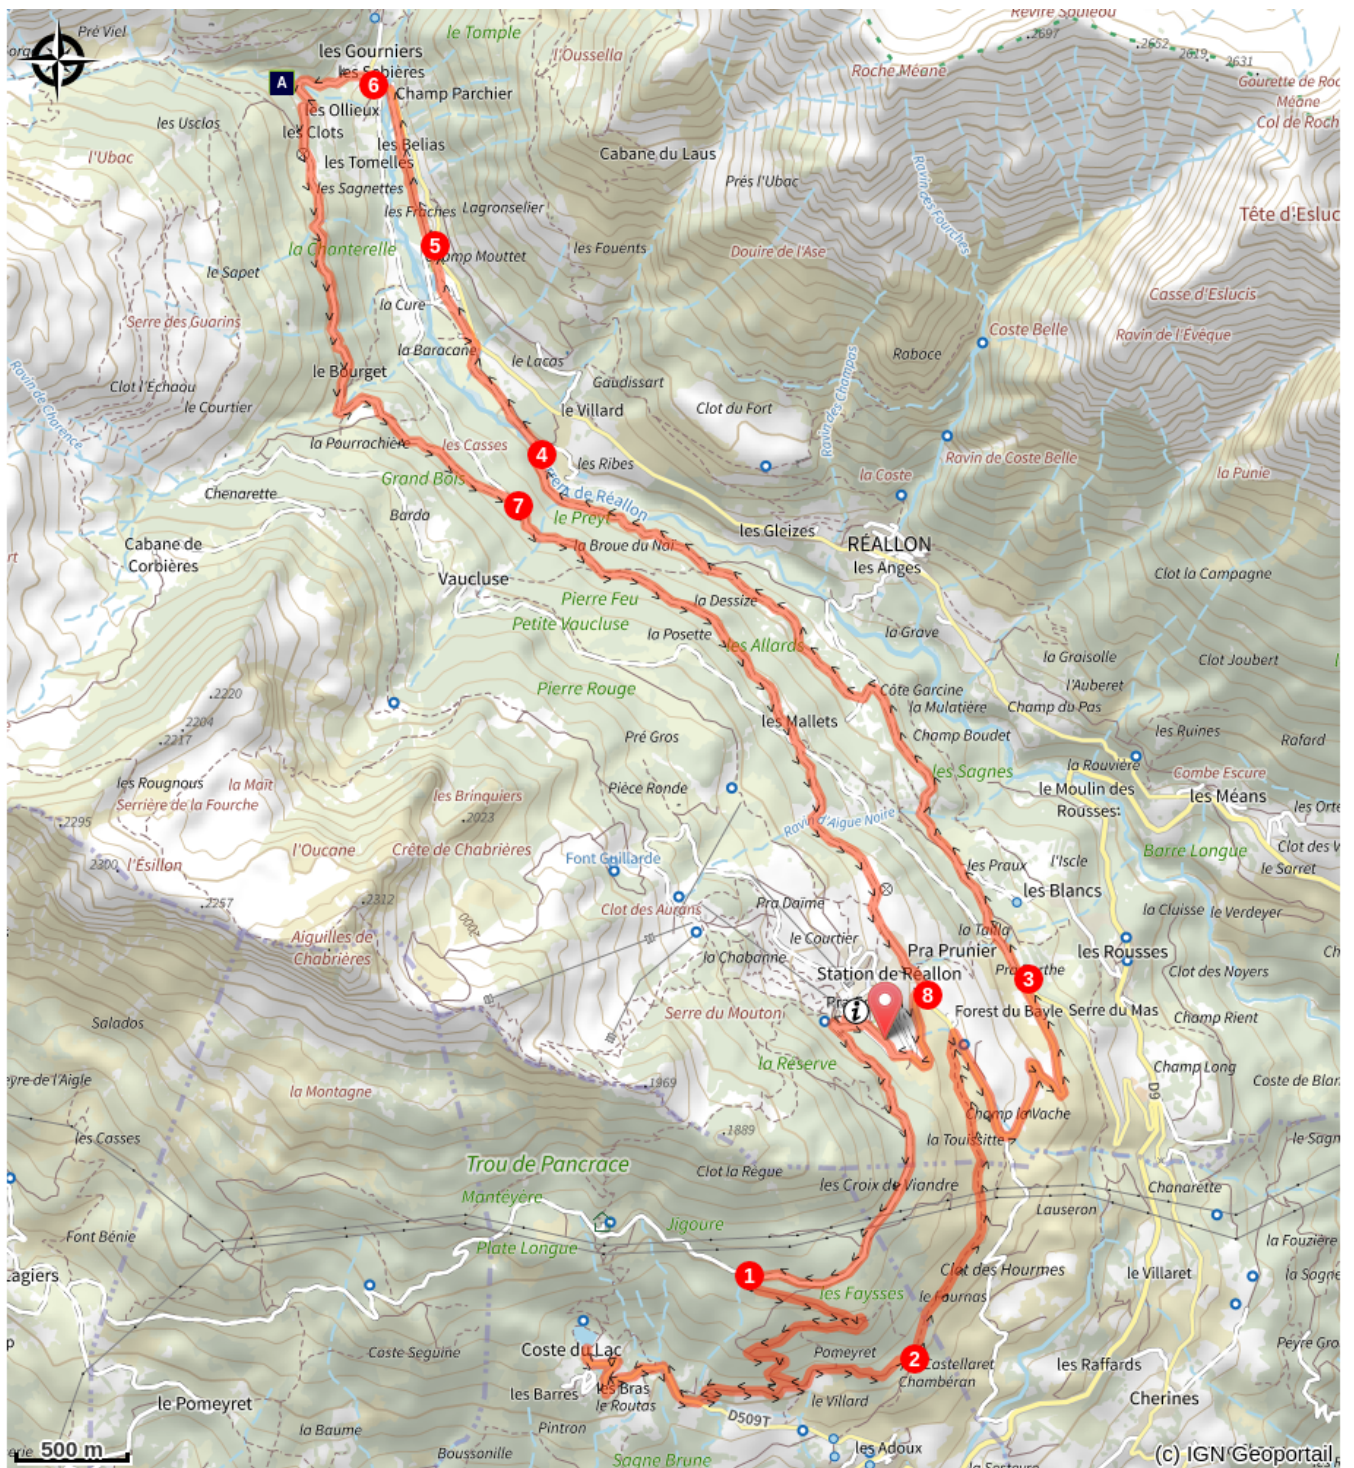 Pré Viel
le Temple
Revire Souleou
les Gourniers
l'Oussella
2697
2652
2619
2631
Roche Méane
Gourette de Roc
Méane
Col de Roch
A
6
Champ Parchier
les Ollieux
les Usclas
les Clots
les Belias
Cabane du Laus
l'Ubac
les Tomelles
Prés l'Ubac
Ravin des Fourches
les Sagnettes
les Fraches
Lagronselier
Tête d'Esluc
la Chanterelle
5
Champ Mouttet
les Fouents
Douire de l'Ase
le Sapet
la Cure
Casse d'Eslucis
Serre des Guarins
Coste Belle
Ravin de l'Évêque
la Baracane
le Lacas
Rabace
Ravin de Charence
le Bourget
Gaudissart
Clot l'Échaou
le Courtier
le Villard
Clot du Fort
Ravin des Champas
la Pourrachière
les Casses
4
les Ribes
Ravin de Coste Belle
la Coste
la Punie
Grand Bois
Chenarette
7
de Réallon
Barda
le Preyt
les Gleizes
RÉALLON
Cabane de
Corbières
la Broue du Naï
les Anges
Clot la Campagne
Vaucluse
Pierre Feu
la Dessize
Petite Vaucluse
la Posette
les Allards
la Grave
la Graisolle
Clot Joubert
2220
Pierre Rouge
Côte Garcine
l'Auberet
2204
la Mulatière
Champ du Pas
2217
les Mallets
Pré Gros
Champ Boudet
les Ruines
Rafard
les Rougnous
la Maït
les Sagnes
la Rouvière
Combe Escure
Serrière de la Fourche
les Brinquiers
Pièce Ronde
le Moulin des
Rousses
les Méans
les Orte
2295
2023
Ravin d'Aigue Noire
l'Oucane
Crête de Chabrières
Barre Longue
Clot des V
2300
l'Ésillon
Font Guillarde
les Praux
l'Iscle
le Sarret
les Blancs
2257
2312
2000
Clot des Aurans
Pra Daime
la Cluisse
le Verdeyer
Aiguilles de
Chabrières
le Courtier
la Tailla
Pra Prunier
la Chabanne
les Rousses
Station de Réallon
3
Clot des Noyers
8
Serre du Mouton
Forest du Bayle
Serre du Mas
Champ Rient
Salados
la Réserve
Champ Long
1969
la Montagne
D9
Coste de Blan
Champ la Vache
1889
les Casses
la Touissitte
Trou de Pancrace
Clot la Regue
les Croix de Viandre
Chanarette
Manteyère
Lauseron
Jigoure
Font Bénie
Plate Longue
la Fouzière
1
Clot des Hourmes
le Villaret
la Sagne
les Faysses
le Fournas
Coste du Lac
Coste Seguine
Pomeyret
2
Castellaret
Chambéran
les Raffards
Peyre Gro
les Barres
les Bras
le Routas
le Villard
Cherines
le Pomeyret
D509T
Pintron
la Baume
les Adoux
500 m
Boussonille
Sagne Brune
(c) IGN Geoportail